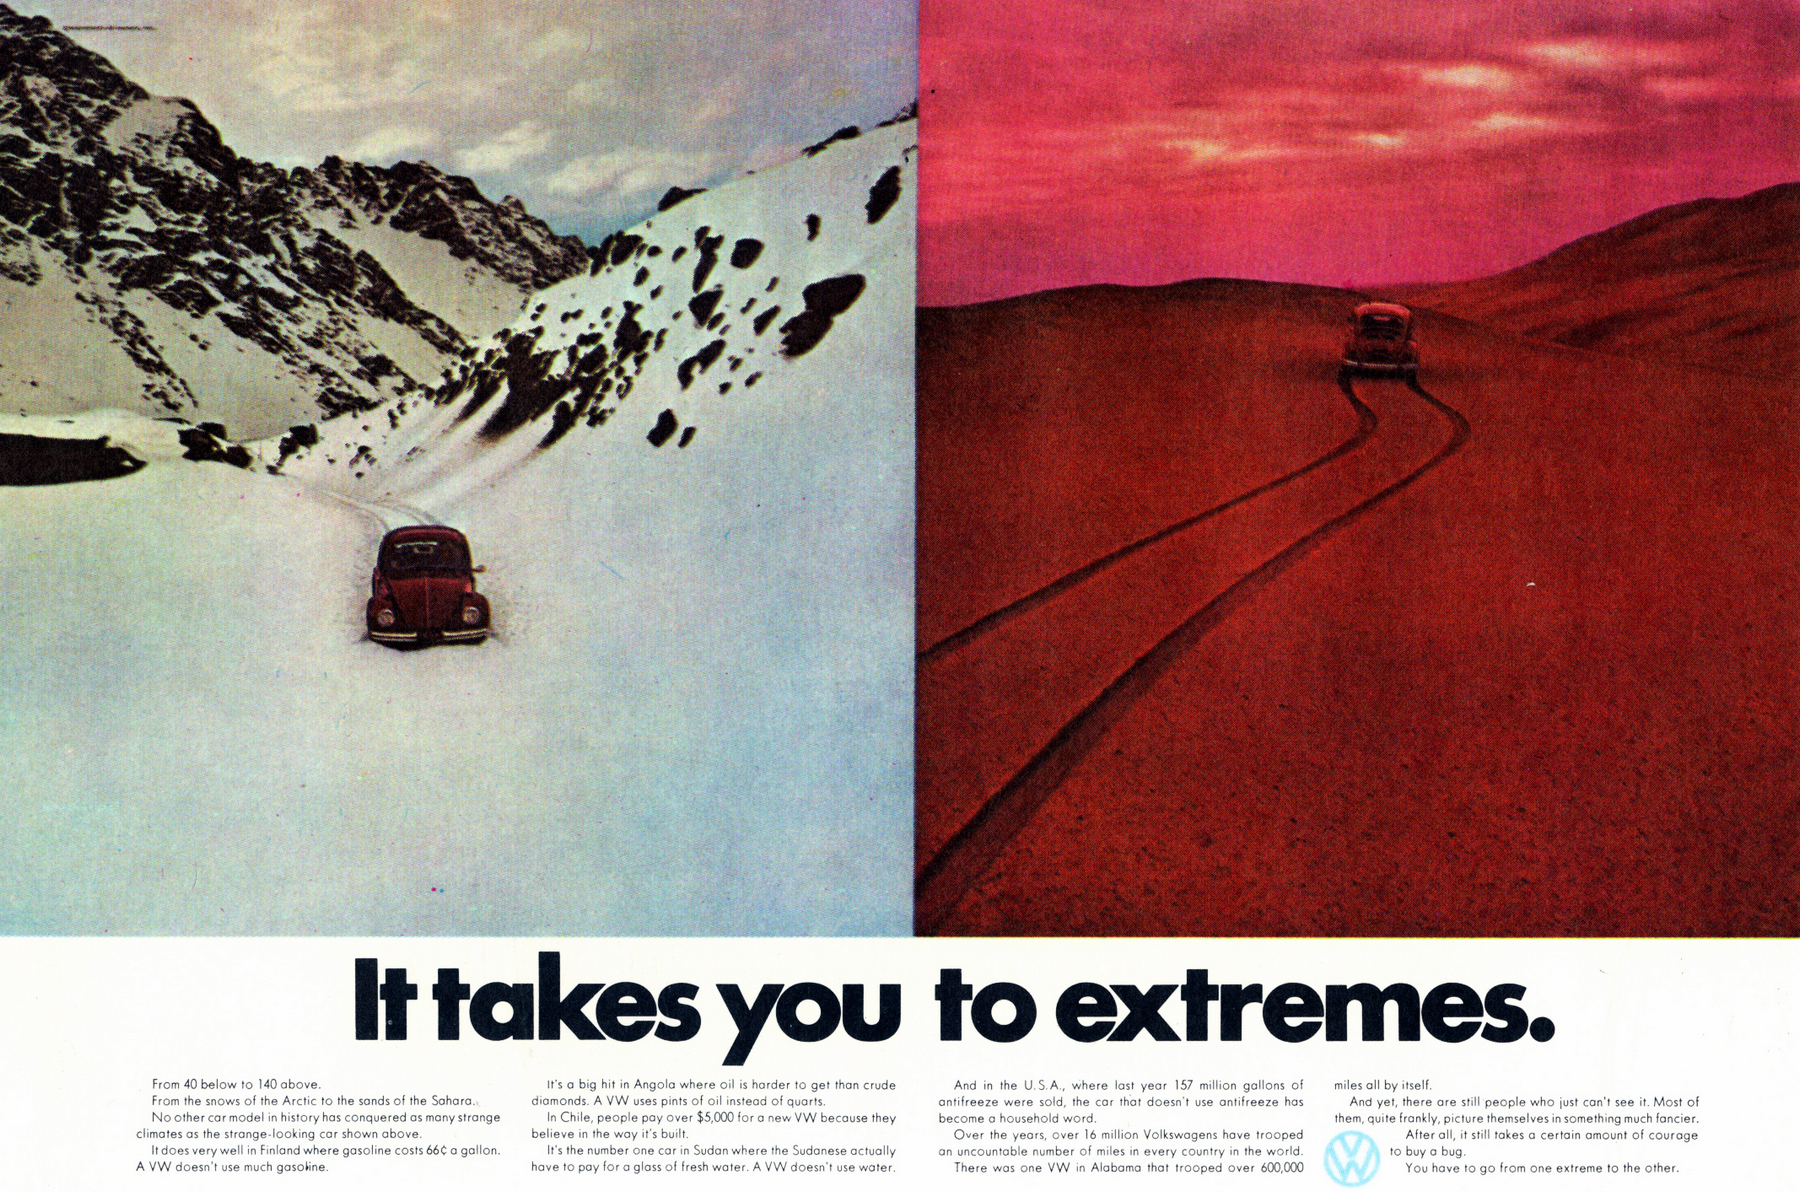 It takes you to extremes.
From 40 below to 140 above.
From the snows of the Arctic to the sands of the Sahara.
No other car model in history has conquered as many strange
climates as the strange-looking car shown above.
It does very well in Finland where gasoline costs 66¢ a gallon.
A VW doesn't use much gasoline.
It's a big hit in Angola where oil is harder to get than crude
diamonds. A VW uses pints of oil instead of quarts.
In Chile, people pay over $5,000 for a new VW because they
believe in the way it's built.
It's the number one car in Sudan where the Sudanese actually
have to pay for a glass of fresh water. A VW doesn't use water.
And in the U.S.A., where last year 157 million gallons of
antifreeze were sold, the car that doesn't use antifreeze has
become a household word.
Over the years, over 16 million Volkswagens have trooped
an uncountable number of miles in every country in the world.
There was one VW in Alabama that trooped over 600,000
miles all by itself.
And yet, there are still people who just can't see it. Most of
them, quite frankly, picture themselves in something much fancier.
After all, it still takes a certain amount of courage
to buy a bug.
You have to go from one extreme to the other.
VW